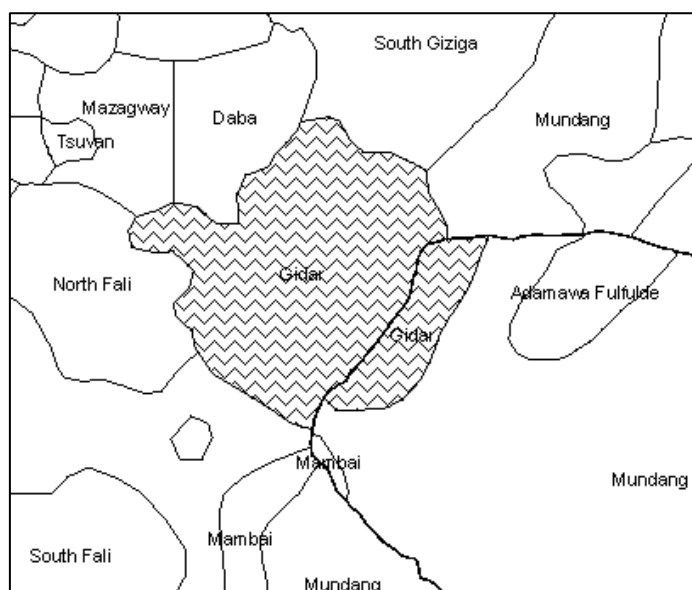 South Giziga
Mazagway
Daba
Mundang
Tsuvan
North Fali
Gidar
Adamawa Fulfulde
Gidar
Mambai
Mundang
Mambai
South Fali
Mundang